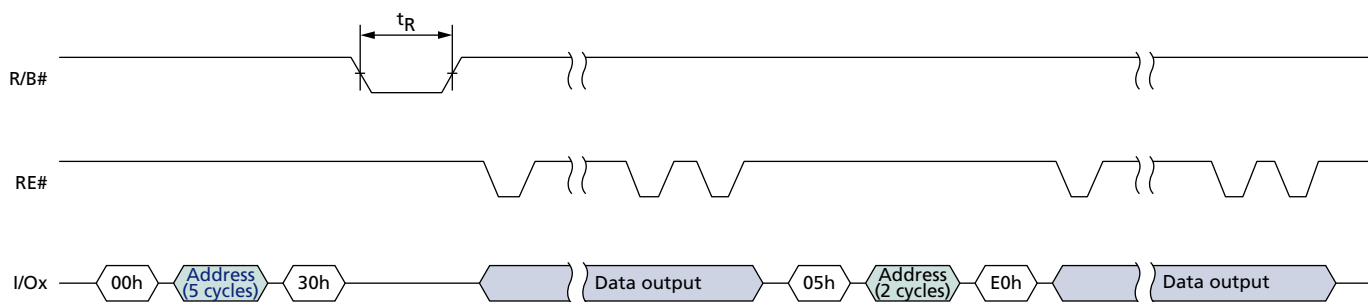 tR
R/B#
RE#
I/Ox
00h
Address
(5 cycles)
30h
Data output
05h
Address
(2 cycles)
E0h
Data output